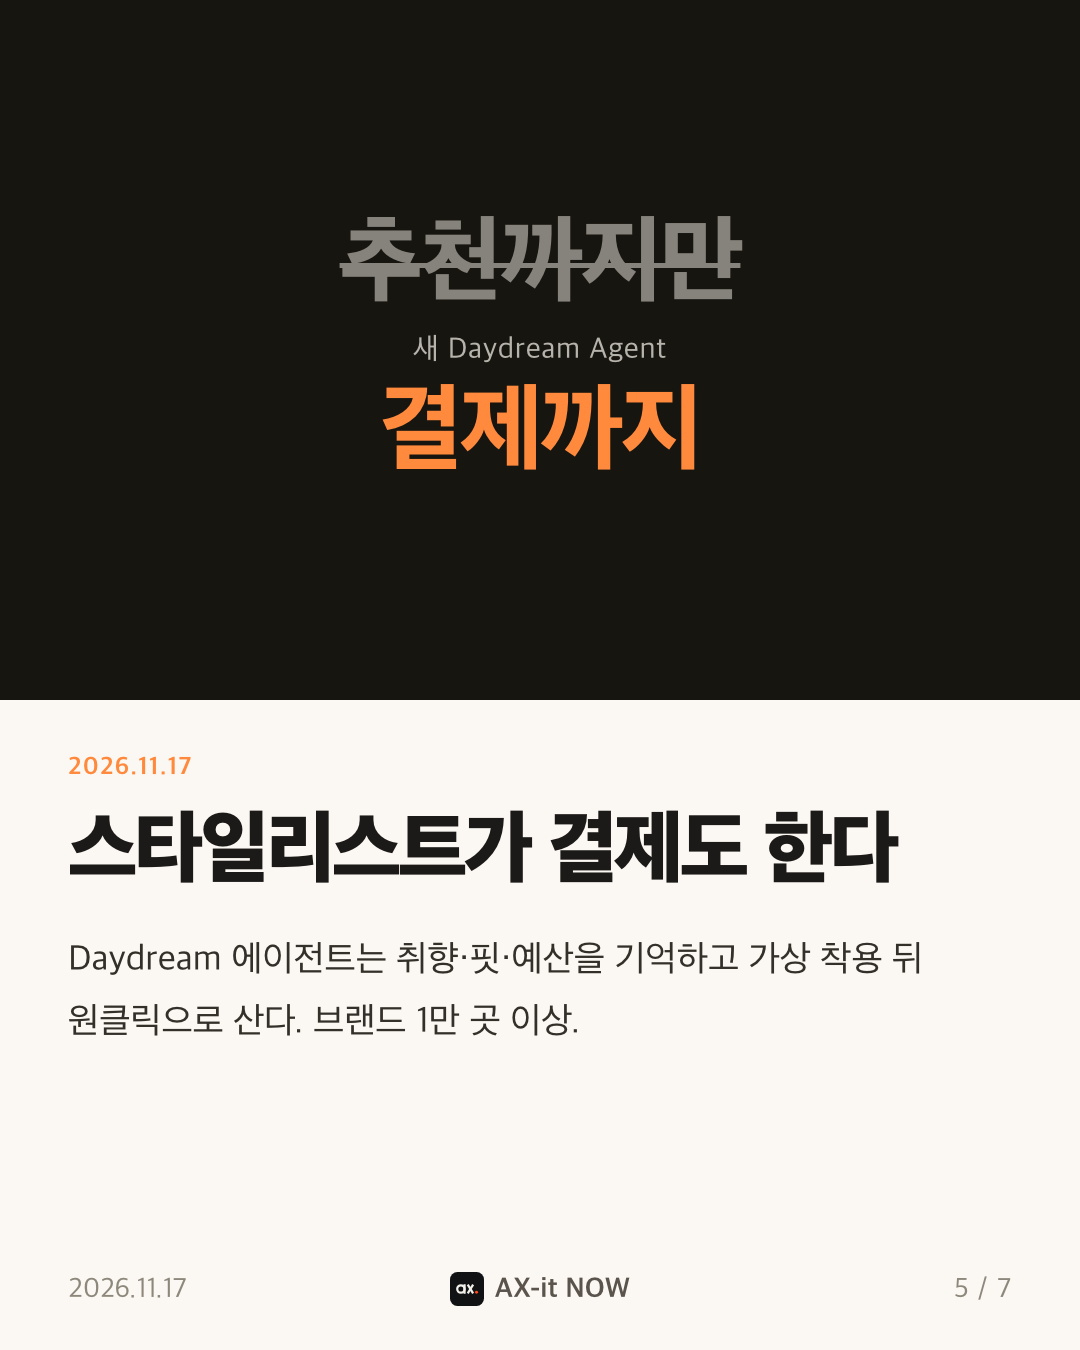 추천까지만
새 Daydream Agent
결제까지
2026.11.17
스타일리스트가 결제도 한다
Daydream 에이전트는 취향·핏·예산을 기억하고 가상 착용 뒤
원클릭으로 산다. 브랜드 1만 곳 이상.
2026.11.17
ax. AX-it NOW
5 / 7